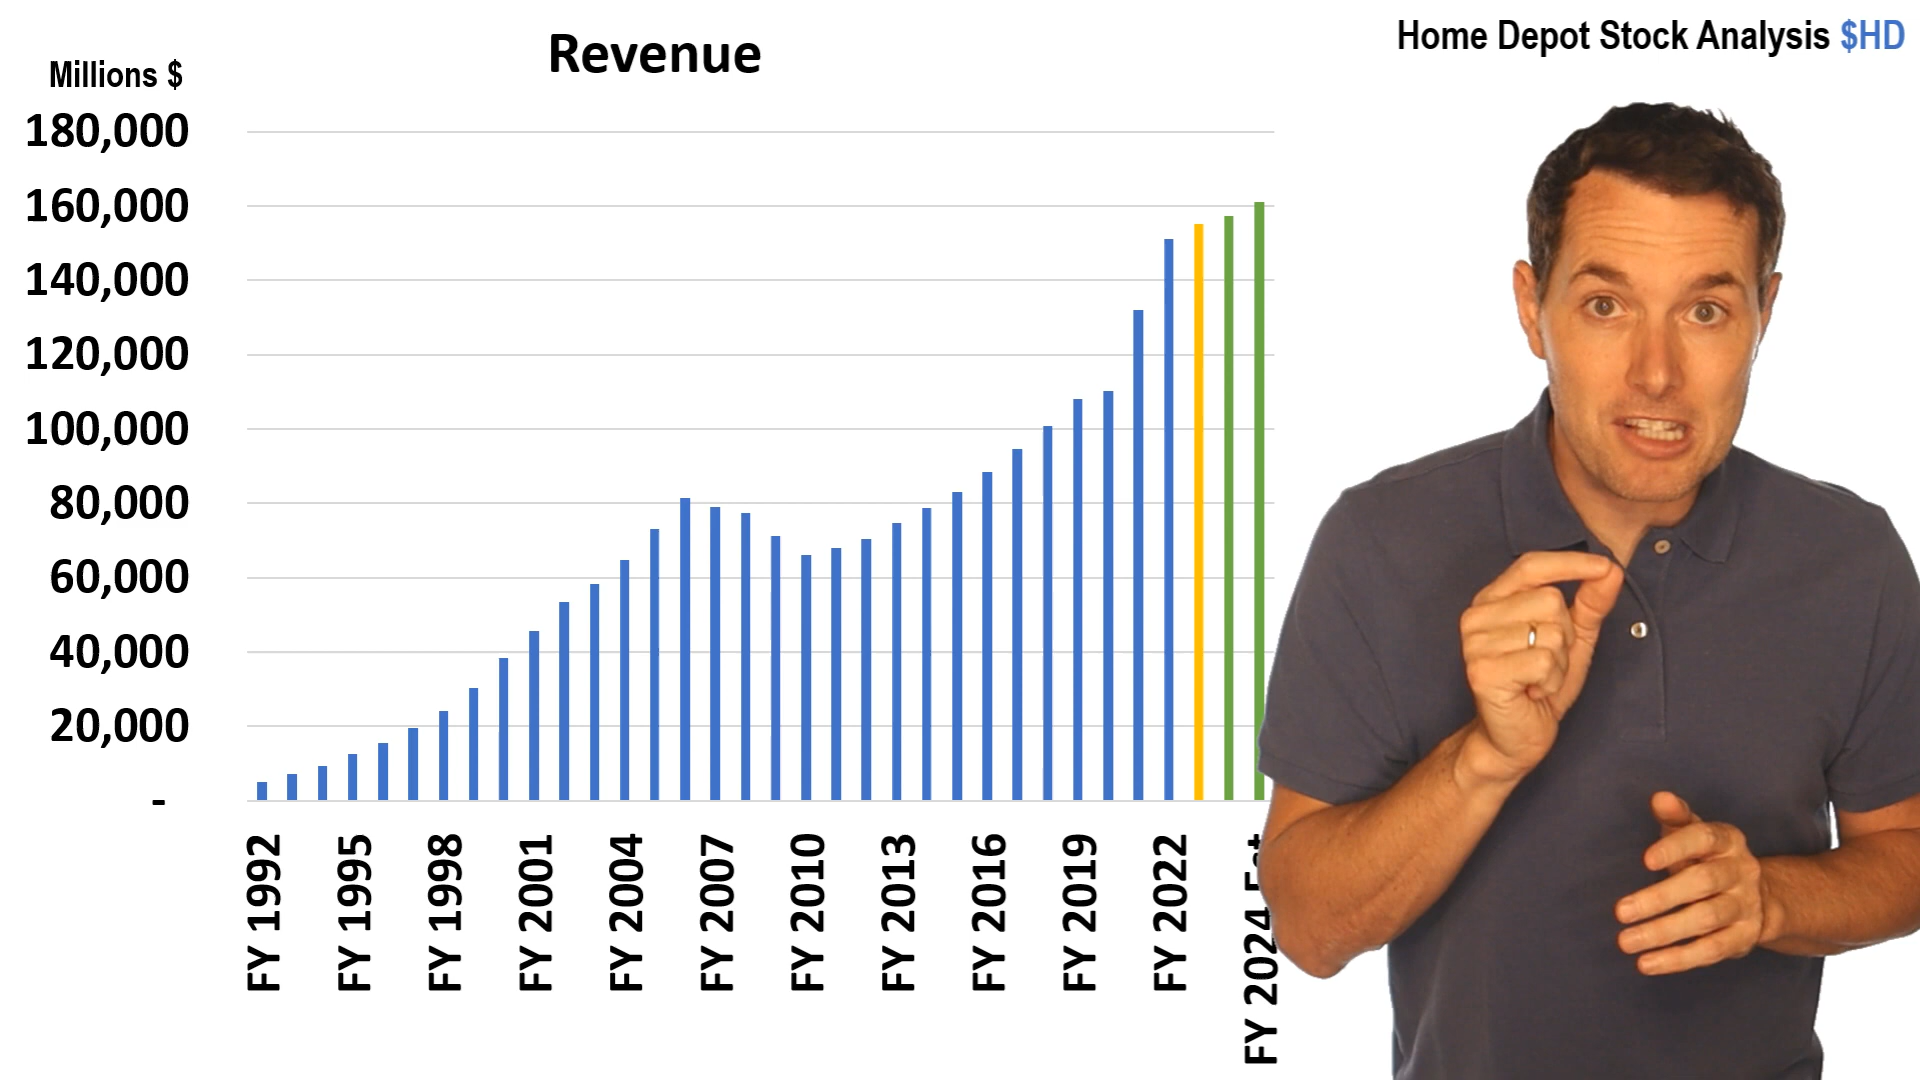 Home Depot Stock Analysis $HD
Revenue
Millions $
180,000
160,000
140,000
120,000
100,000
80,000
60,000
40,000
20,000
-
FY 1992
FY 1995
FY 1998
FY 2001
FY 2004
FY 2007
FY 2010
FY 2013
FY 2016
FY 2019
FY 2022
FY 2024